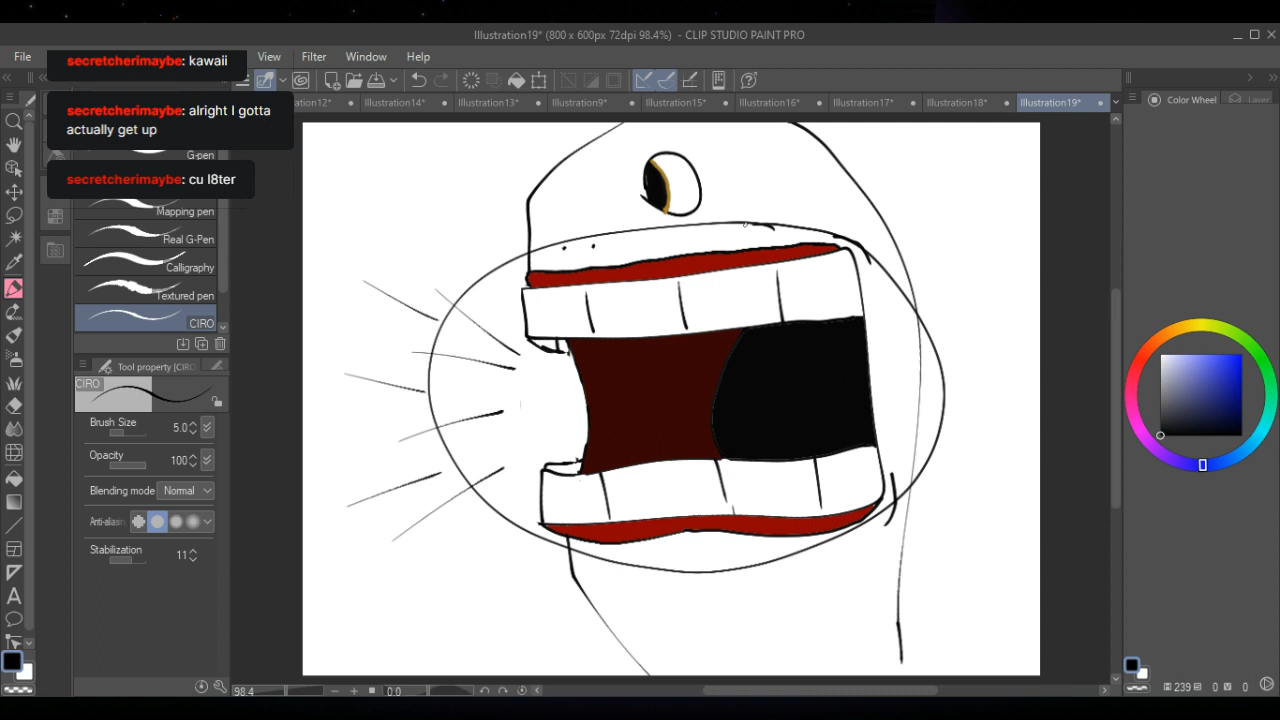 Illustration19* (800 x 600px 72dpi 98.4%) - CLIP STUDIO PAINT PRO
File View Filter Window Help
secretcherimaybe: kawaii
secretcherimaybe: alright I gotta
actually get up
secretcherimaybe: cu l8ter
Illustration14* Illustration13* Illustration9* Illustration15* Illustration16* Illustration17* Illustration18* Illustration19*
Color Wheel Layer
G-pen
Mapping pen
Real G-Pen
Calligraphy
Textured pen
CIRO
Tool property [CIRO
CIRO
Brush Size 5.0
Opacity 100
Blending mode Normal
Anti-aliasin
Stabilization 11
98.4 0.0
239 0 0